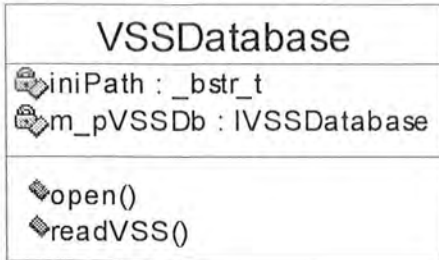 VSSDatabase
iniPath : _bstr_t
m_pVSSDb : IVSSDatabase
open()
readVSS()